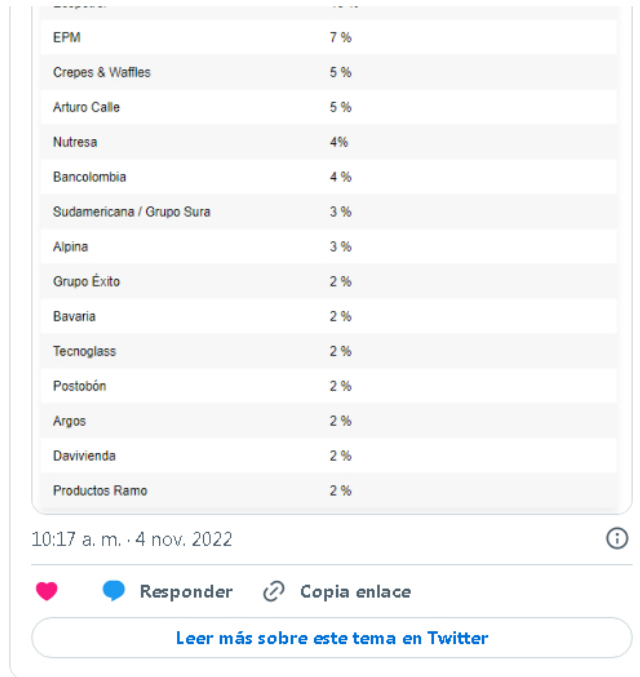 EPM 7 %
Crepes & Waffles 5 %
Arturo Calle 5 %
Nutresa 4%
Bancolombia 4 %
Sudamericana / Grupo Sura 3 %
Alpina 3 %
Grupo Éxito 2 %
Bavaria 2 %
Tecnoglass 2 %
Postobón 2 %
Argos 2 %
Davivienda 2 %
Productos Ramo 2 %
10:17 a. m. · 4 nov. 2022
Responder Copia enlace
Leer más sobre este tema en Twitter